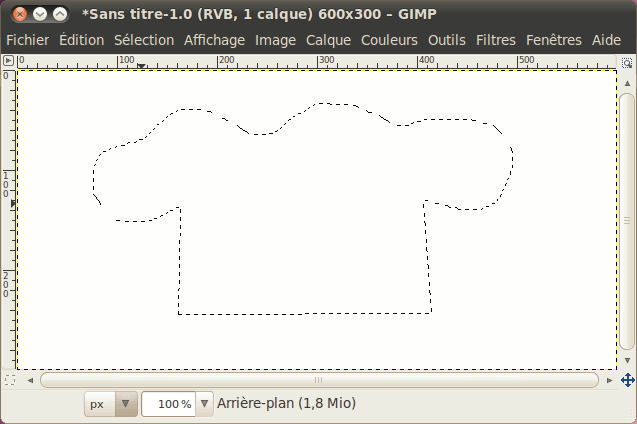 *Sans titre-1.0 (RVB, 1 calque) 600x300 – GIMP
Fichier Édition Sélection Affichage Image Calque Couleurs Outils Filtres Fenêtres Aide
0 100 200 300 400 500
0
100
200
px 100 % Arrière-plan (1,8 Mio)